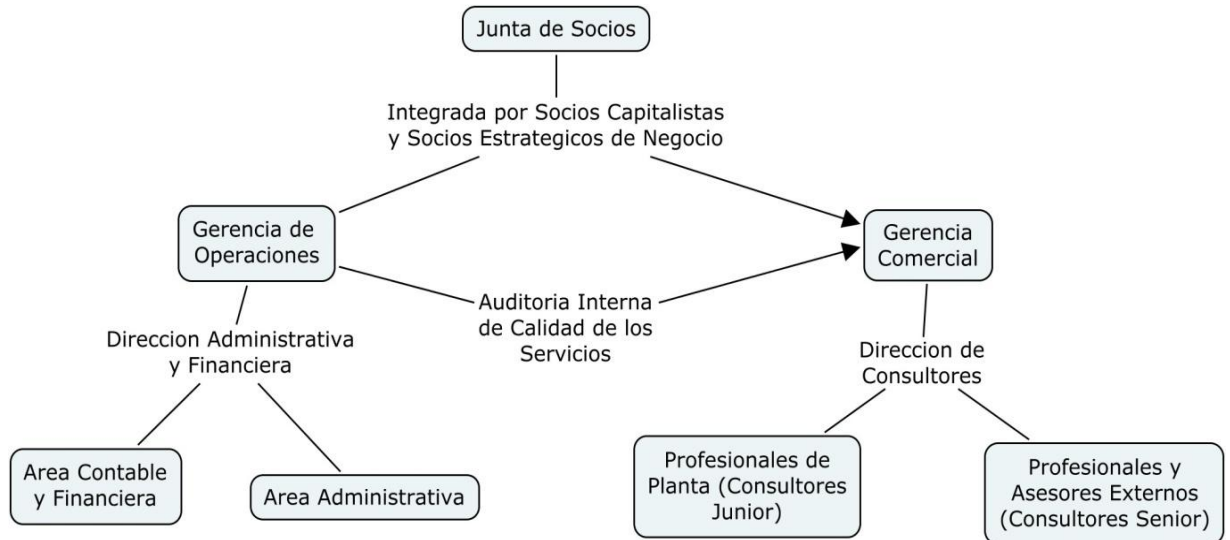 Junta de Socios
Integrada por Socios Capitalistas
y Socios Estrategicos de Negocio
Gerencia de
Operaciones
Gerencia
Comercial
Auditoria Interna
de Calidad de los
Servicios
Direccion Administrativa
y Financiera
Direccion de
Consultores
Area Contable
y Financiera
Area Administrativa
Profesionales de
Planta (Consultores
Junior)
Profesionales y
Asesores Externos
(Consultores Senior)